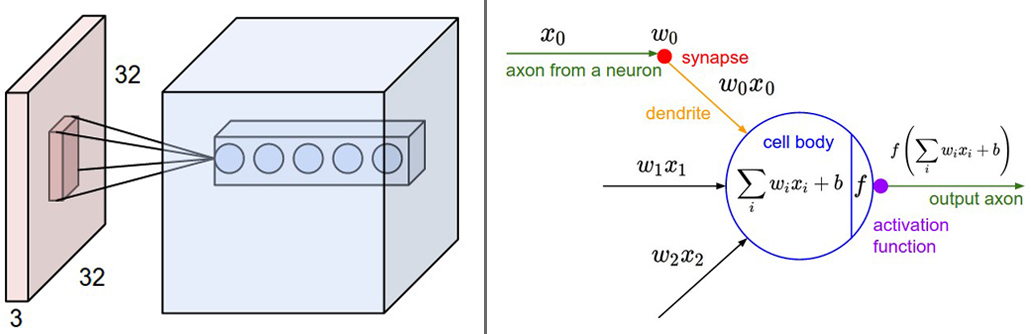 32
32
3
x₀
w₀
synapse
axon from a neuron
w₀x₀
dendrite
cell body
f(∑ᵢ wᵢxᵢ + b)
w₁x₁
∑ᵢ wᵢxᵢ + b
f
output axon
activation
function
w₂x₂